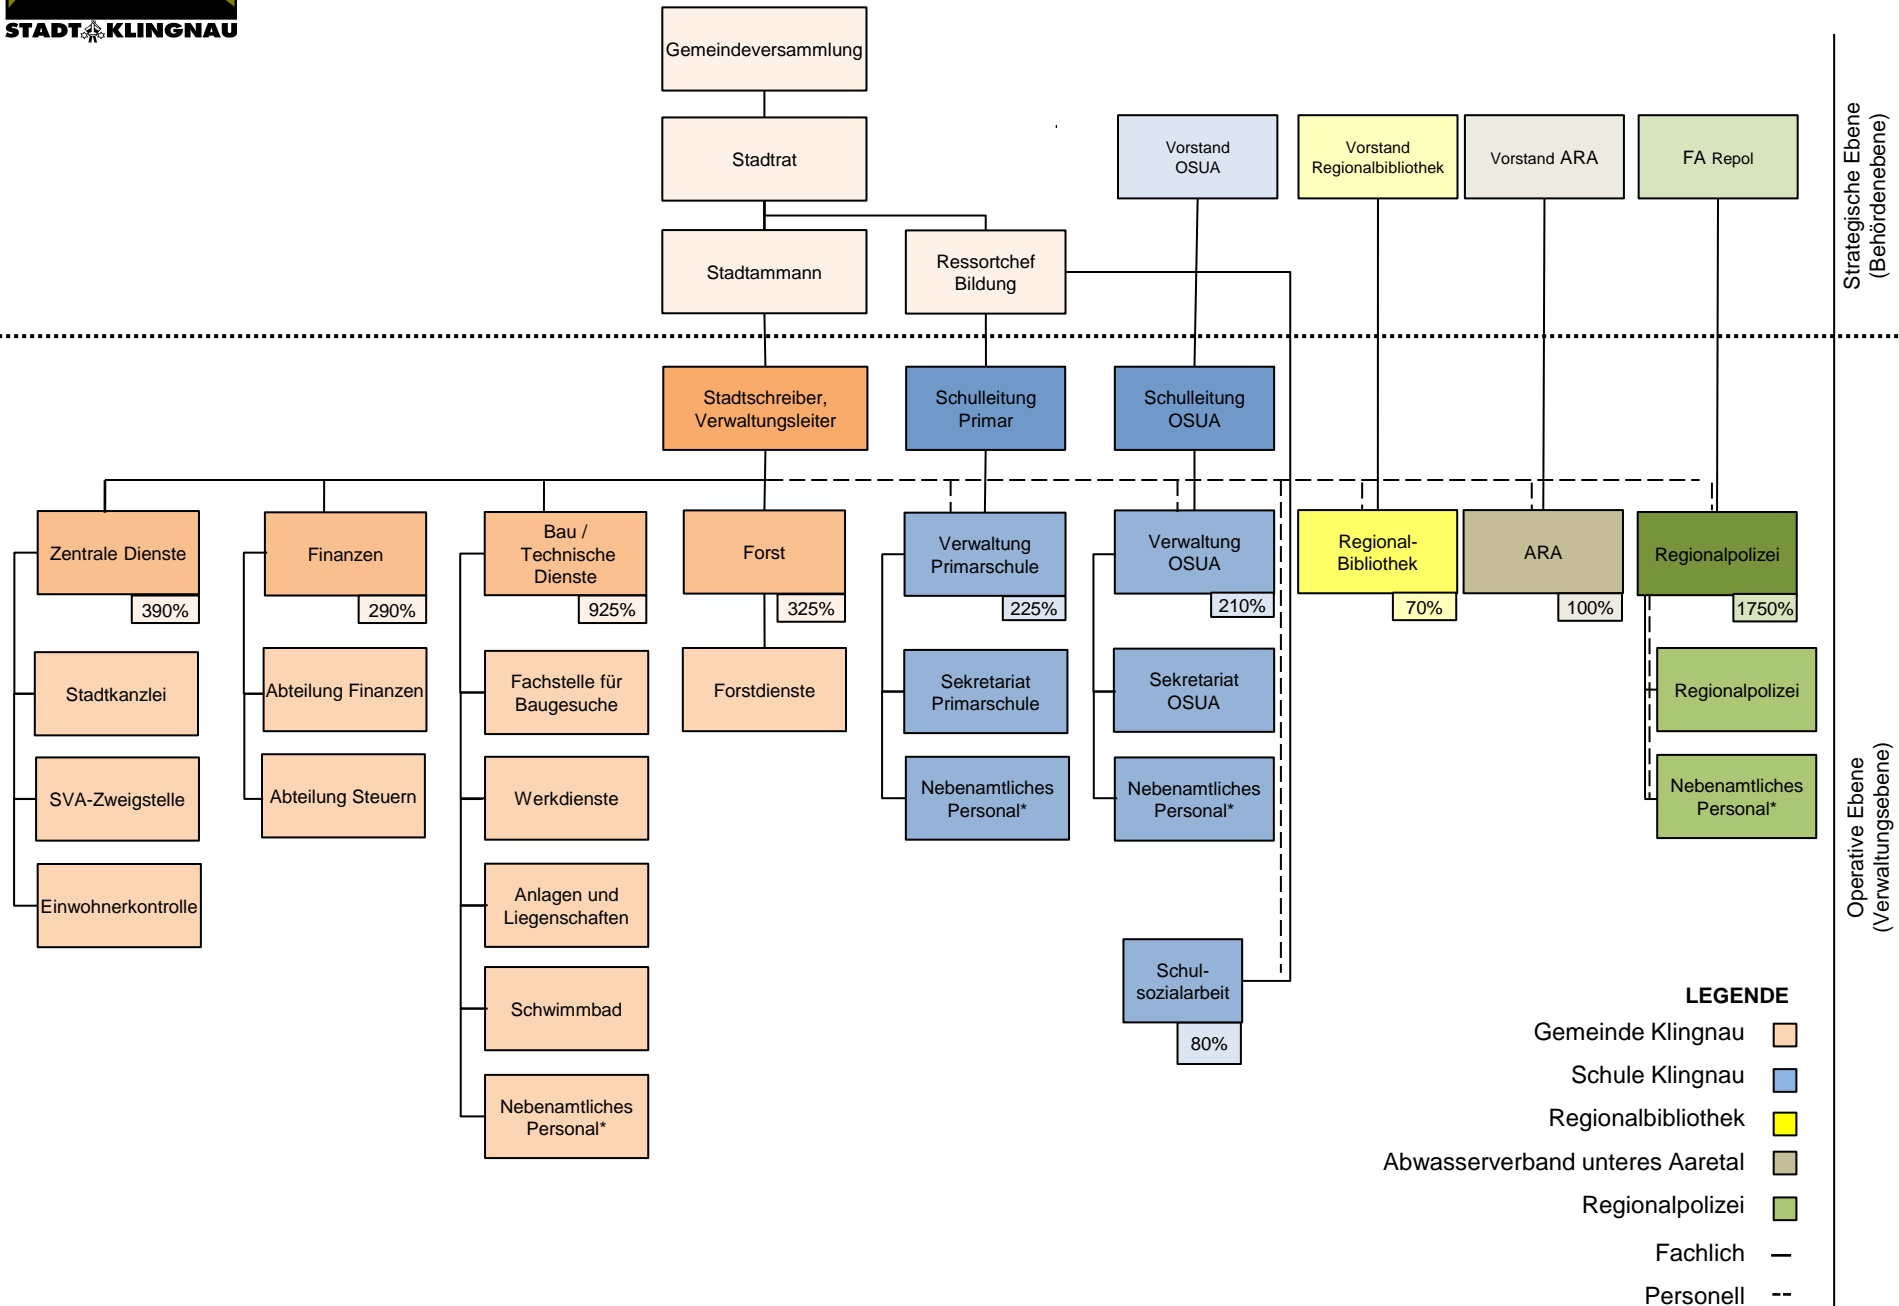 STADT KLINGNAU
Gemeindeversammlung
Stadtrat
Vorstand
OSUA
Vorstand
Regionalbibliothek
Vorstand ARA
FA Repol
Stadtammann
Ressortchef
Bildung
Strategische Ebene
(Behördenebene)
Stadtschreiber,
Verwaltungsleiter
Schulleitung
Primar
Schulleitung
OSUA
Zentrale Dienste
390%
Finanzen
290%
Bau /
Technische
Dienste
925%
Forst
325%
Verwaltung
Primarschule
225%
Verwaltung
OSUA
210%
Regional-
Bibliothek
70%
ARA
100%
Regionalpolizei
1750%
Stadtkanzlei
Abteilung Finanzen
Fachstelle für
Baugesuche
Forstdienste
Sekretariat
Primarschule
Sekretariat
OSUA
Regionalpolizei
SVA-Zweigstelle
Abteilung Steuern
Werkdienste
Nebenamtliches
Personal*
Nebenamtliches
Personal*
Nebenamtliches
Personal*
Operative Ebene
(Verwaltungsebene)
Einwohnerkontrolle
Anlagen und
Liegenschaften
Schwimmbad
Schul-
sozialarbeit
80%
Nebenamtliches
Personal*
LEGENDE
Gemeinde Klingnau
Schule Klingnau
Regionalbibliothek
Abwasserverband unteres Aaretal
Regionalpolizei
Fachlich
Personell